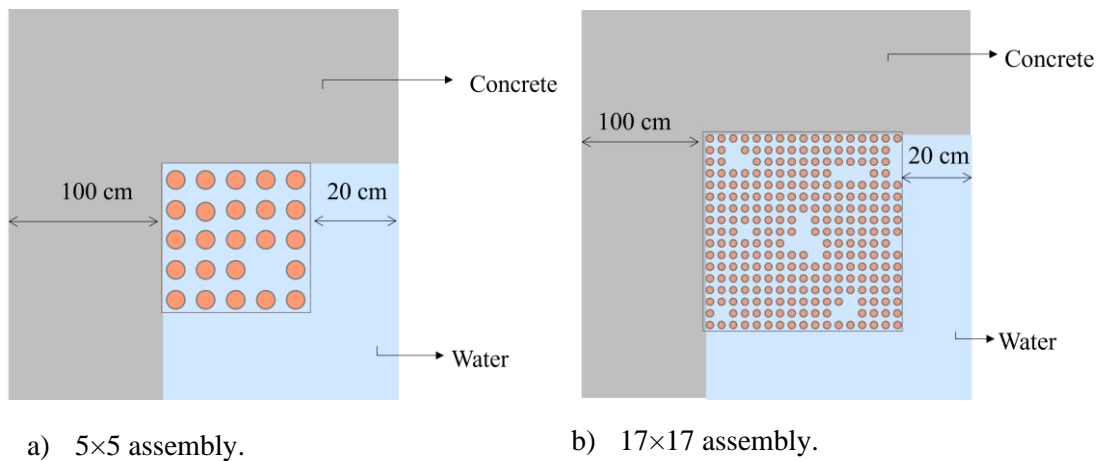 Concrete
100 cm
20 cm
Water
a) 5×5 assembly.
Concrete
100 cm
20 cm
Water
b) 17×17 assembly.